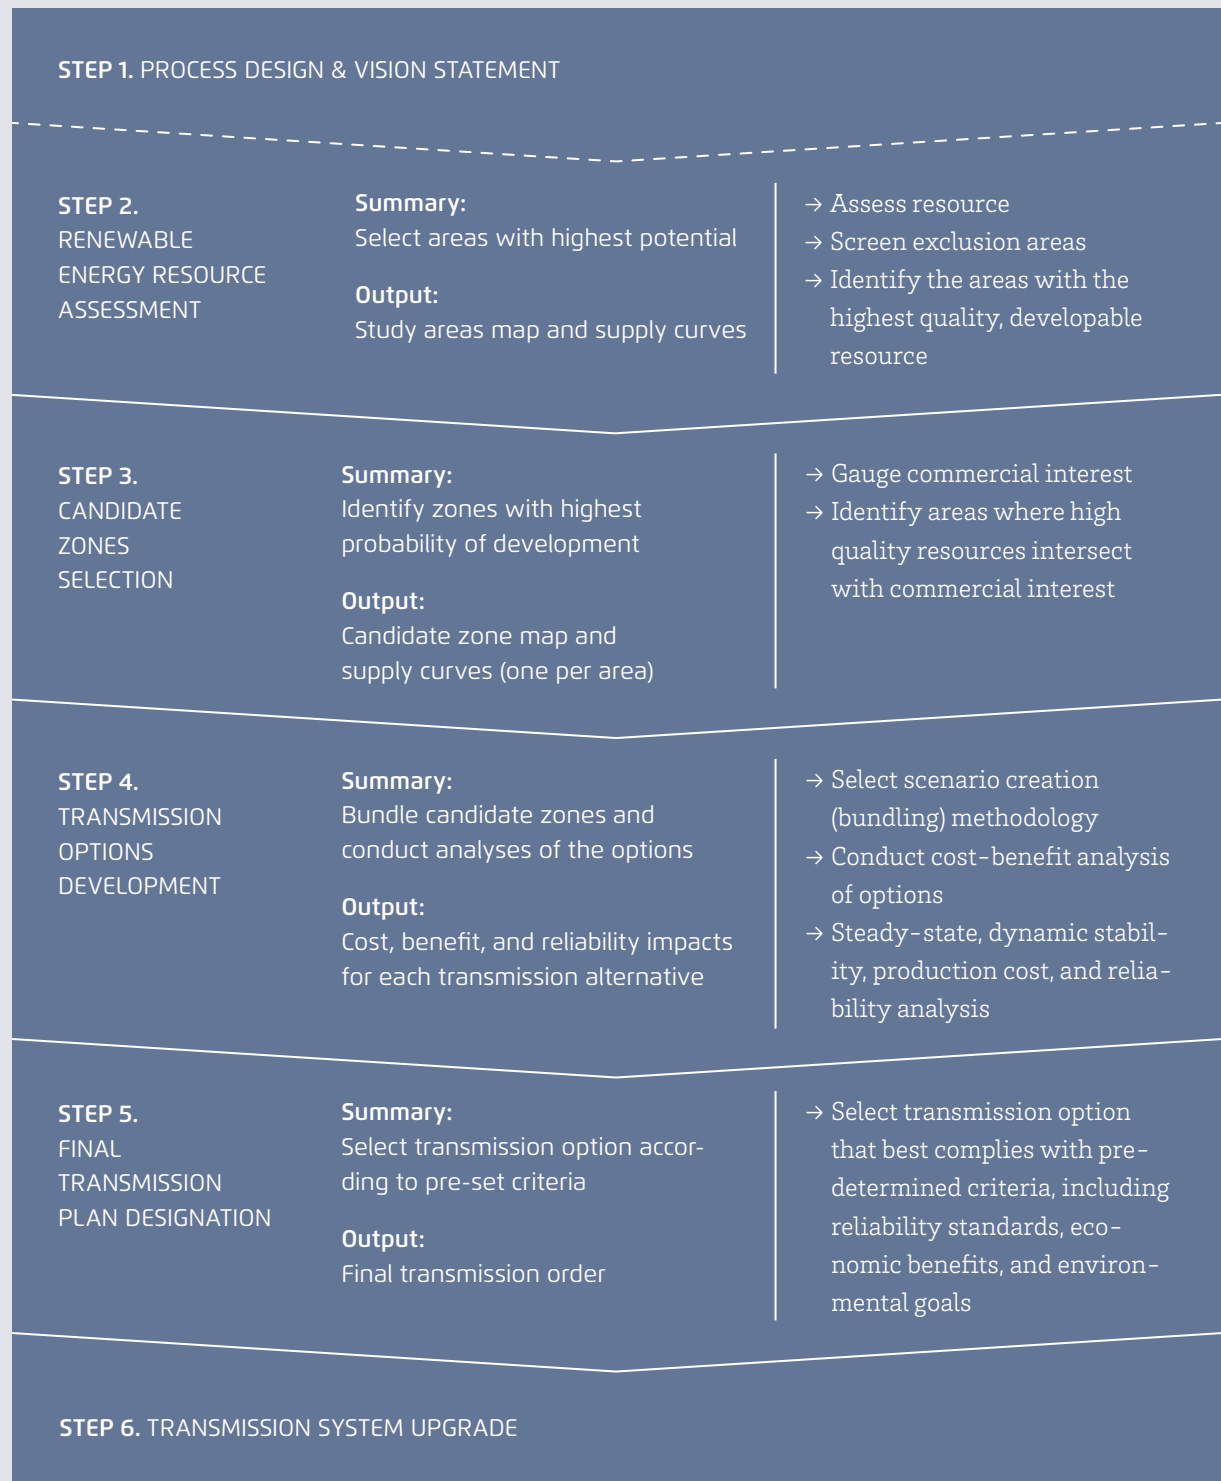 STEP 1. PROCESS DESIGN & VISION STATEMENT
STEP 2.
RENEWABLE
ENERGY RESOURCE
ASSESSMENT
Summary:
Select areas with highest potential
Output:
Study areas map and supply curves
→ Assess resource
→ Screen exclusion areas
→ Identify the areas with the
highest quality, developable
resource
STEP 3.
CANDIDATE
ZONES
SELECTION
Summary:
Identify zones with highest
probability of development
Output:
Candidate zone map and
supply curves (one per area)
→ Gauge commercial interest
→ Identify areas where high
quality resources intersect
with commercial interest
STEP 4.
TRANSMISSION
OPTIONS
DEVELOPMENT
Summary:
Bundle candidate zones and
conduct analyses of the options
Output:
Cost, benefit, and reliability impacts
for each transmission alternative
→ Select scenario creation
(bundling) methodology
→ Conduct cost-benefit analysis
of options
→ Steady-state, dynamic stabil-
ity, production cost, and relia-
bility analysis
STEP 5.
FINAL
TRANSMISSION
PLAN DESIGNATION
Summary:
Select transmission option accor-
ding to pre-set criteria
Output:
Final transmission order
→ Select transmission option
that best complies with pre-
determined criteria, including
reliability standards, eco-
nomic benefits, and environ-
mental goals
STEP 6. TRANSMISSION SYSTEM UPGRADE